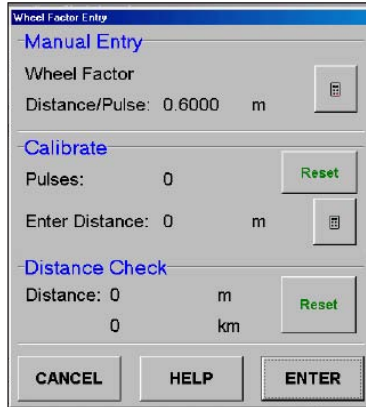 Wheel Factor Entry
Manual Entry
Wheel Factor
Distance/Pulse: 0.6000 m
Calibrate
Pulses: 0 Reset
Enter Distance: 0 m
Distance Check
Distance: 0 m
Reset
0 km
CANCEL HELP ENTER